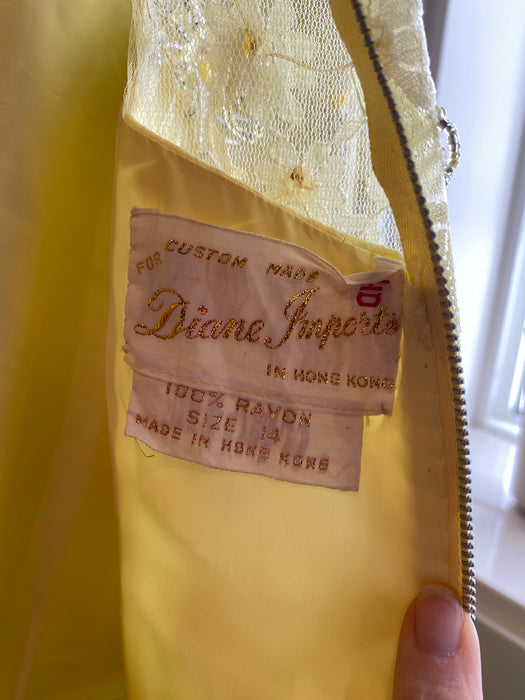 CUSTOM MADE
FOR
Diane Imports
IN HONG KONG
100% RAYON
SIZE 14
MADE IN HONG KONG